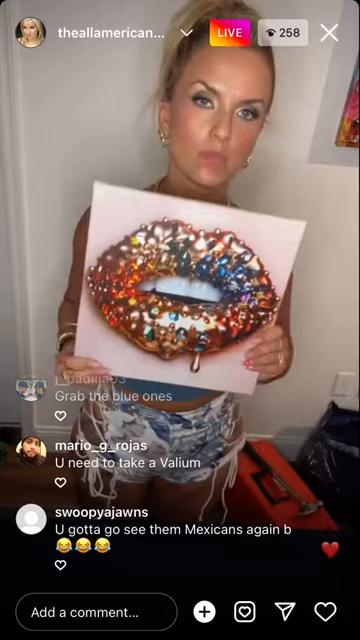 theallamerican...
LIVE
258
j_padilla03
Grab the blue ones
mario_g_rojas
U need to take a Valium
swoopyajawns
U gotta go see them Mexicans again b
😂😂😂
Add a comment...